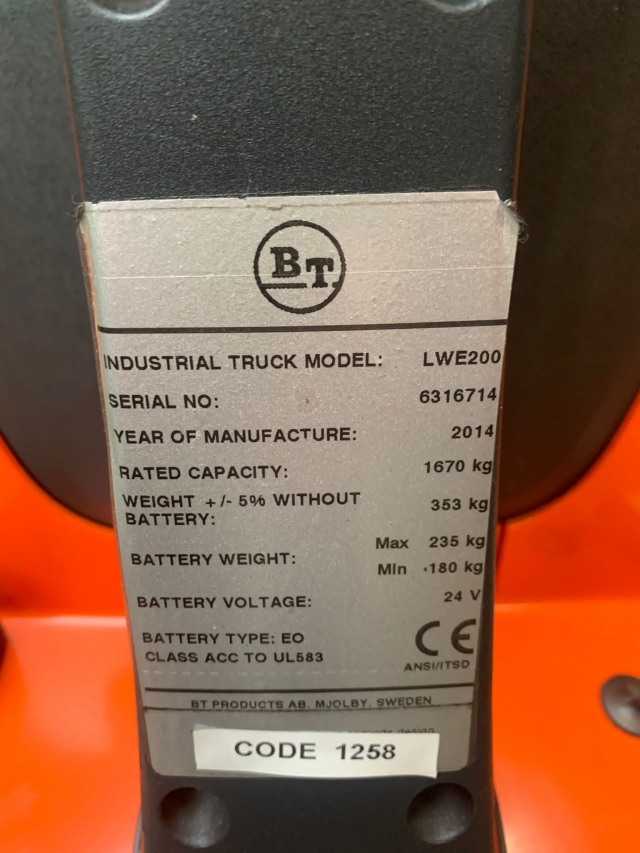 BT
INDUSTRIAL TRUCK MODEL: LWE200
SERIAL NO: 6316714
YEAR OF MANUFACTURE: 2014
RATED CAPACITY: 1670 kg
WEIGHT +/- 5% WITHOUT BATTERY: 353 kg
BATTERY WEIGHT: Max 235 kg
Min 180 kg
BATTERY VOLTAGE: 24 V
BATTERY TYPE: EO
CLASS ACC TO UL583
CE
ANSI/ITSD
BT PRODUCTS AB. MJOLBY. SWEDEN
design
CODE 1258